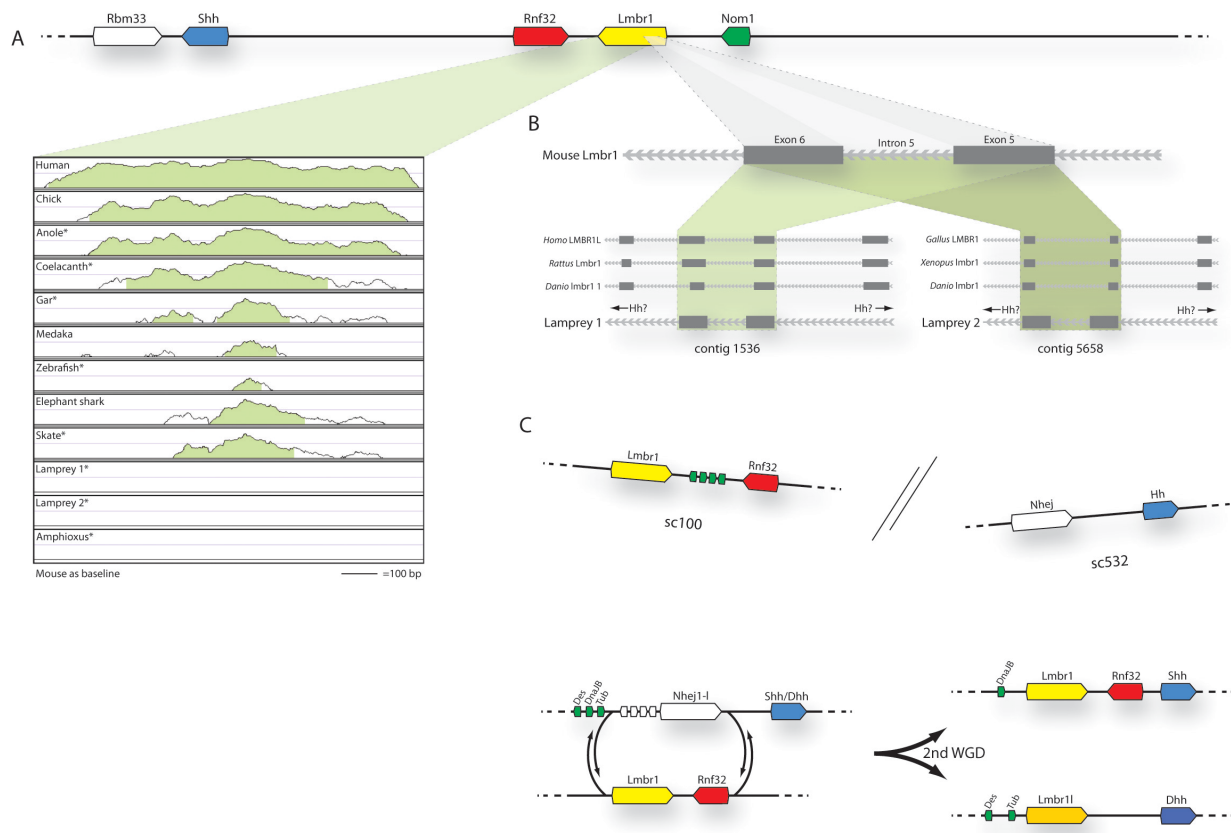 A
Rbm33
Shh
Rnf32
Lmbr1
Nom1
Human
Chick
Anole*
Coelacanth*
Gar*
Medaka
Zebrafish*
Elephant shark
Skate*
Lamprey 1*
Lamprey 2*
Amphioxus*
Mouse as baseline
=100 bp
B
Mouse Lmbr1
Exon 6
Intron 5
Exon 5
Homo LMBR1L
Rattus Lmbr1
Danio lmbr1 1
Hh?
Hh?
Lamprey 1
contig 1536
Gallus LMBR1
Xenopus lmbr1
Danio lmbr1
Hh?
Hh?
Lamprey 2
contig 5658
C
Lmbr1
Rnf32
sc100
Nhej
Hh
sc532
Des
DnaJB
Tub
Nhej1-l
Shh/Dhh
Lmbr1
Rnf32
2nd WGD
DnaJB
Lmbr1
Rnf32
Shh
Des
Tub
Lmbr1l
Dhh